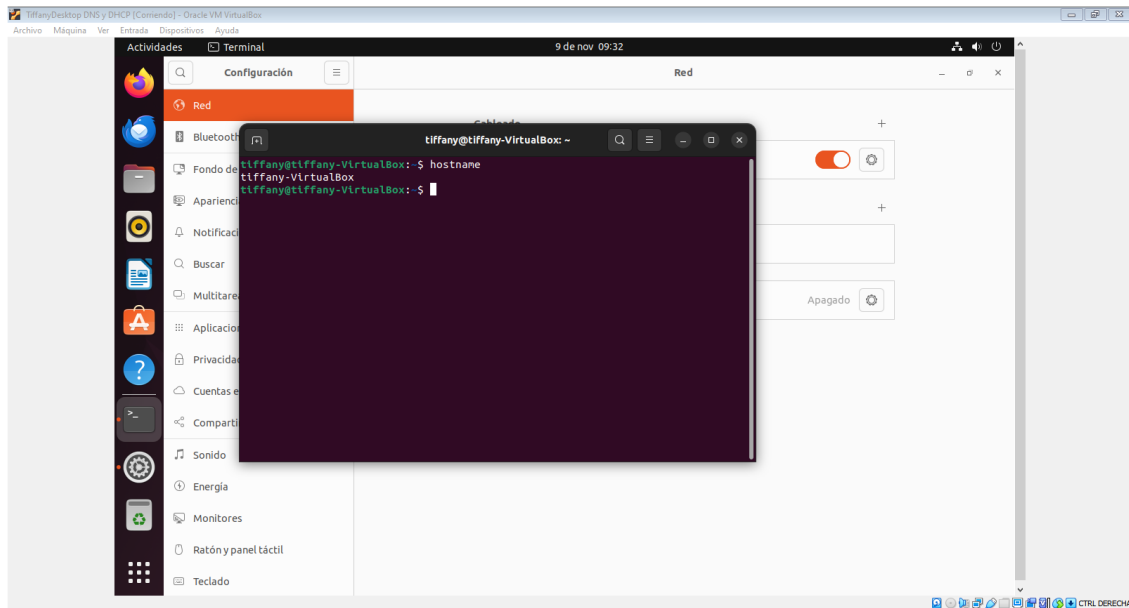 TiffanyDesktop DNS y DHCP [Corriendo] - Oracle VM VirtualBox
Archivo Máquina Ver Entrada Dispositivos Ayuda
Actividades Terminal 9 de nov 09:32
Configuración Red
Red
Cableado
Bluetooth
tiffany@tiffany-VirtualBox: ~
tiffany@tiffany-VirtualBox:~$ hostname
tiffany-VirtualBox
tiffany@tiffany-VirtualBox:~$
Fondo de
Aparienci
Notificaci
Buscar
Multitare
Apagado
Aplicacion
Privacidad
Cuentas e
Comparti
Sonido
Energía
Monitores
Ratón y panel táctil
Teclado
CTRL DERECHA